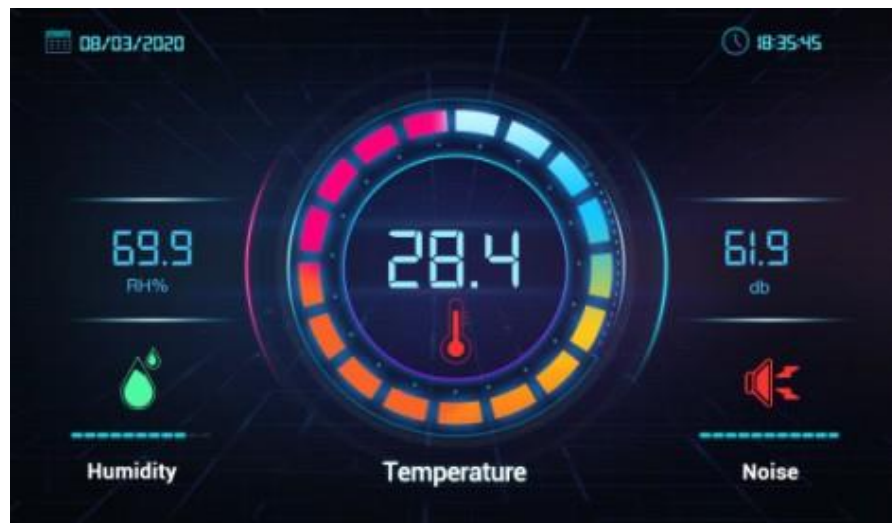 08/03/2020
18:35:45
69.9
RH%
28.4
61.9
db
Humidity
Temperature
Noise